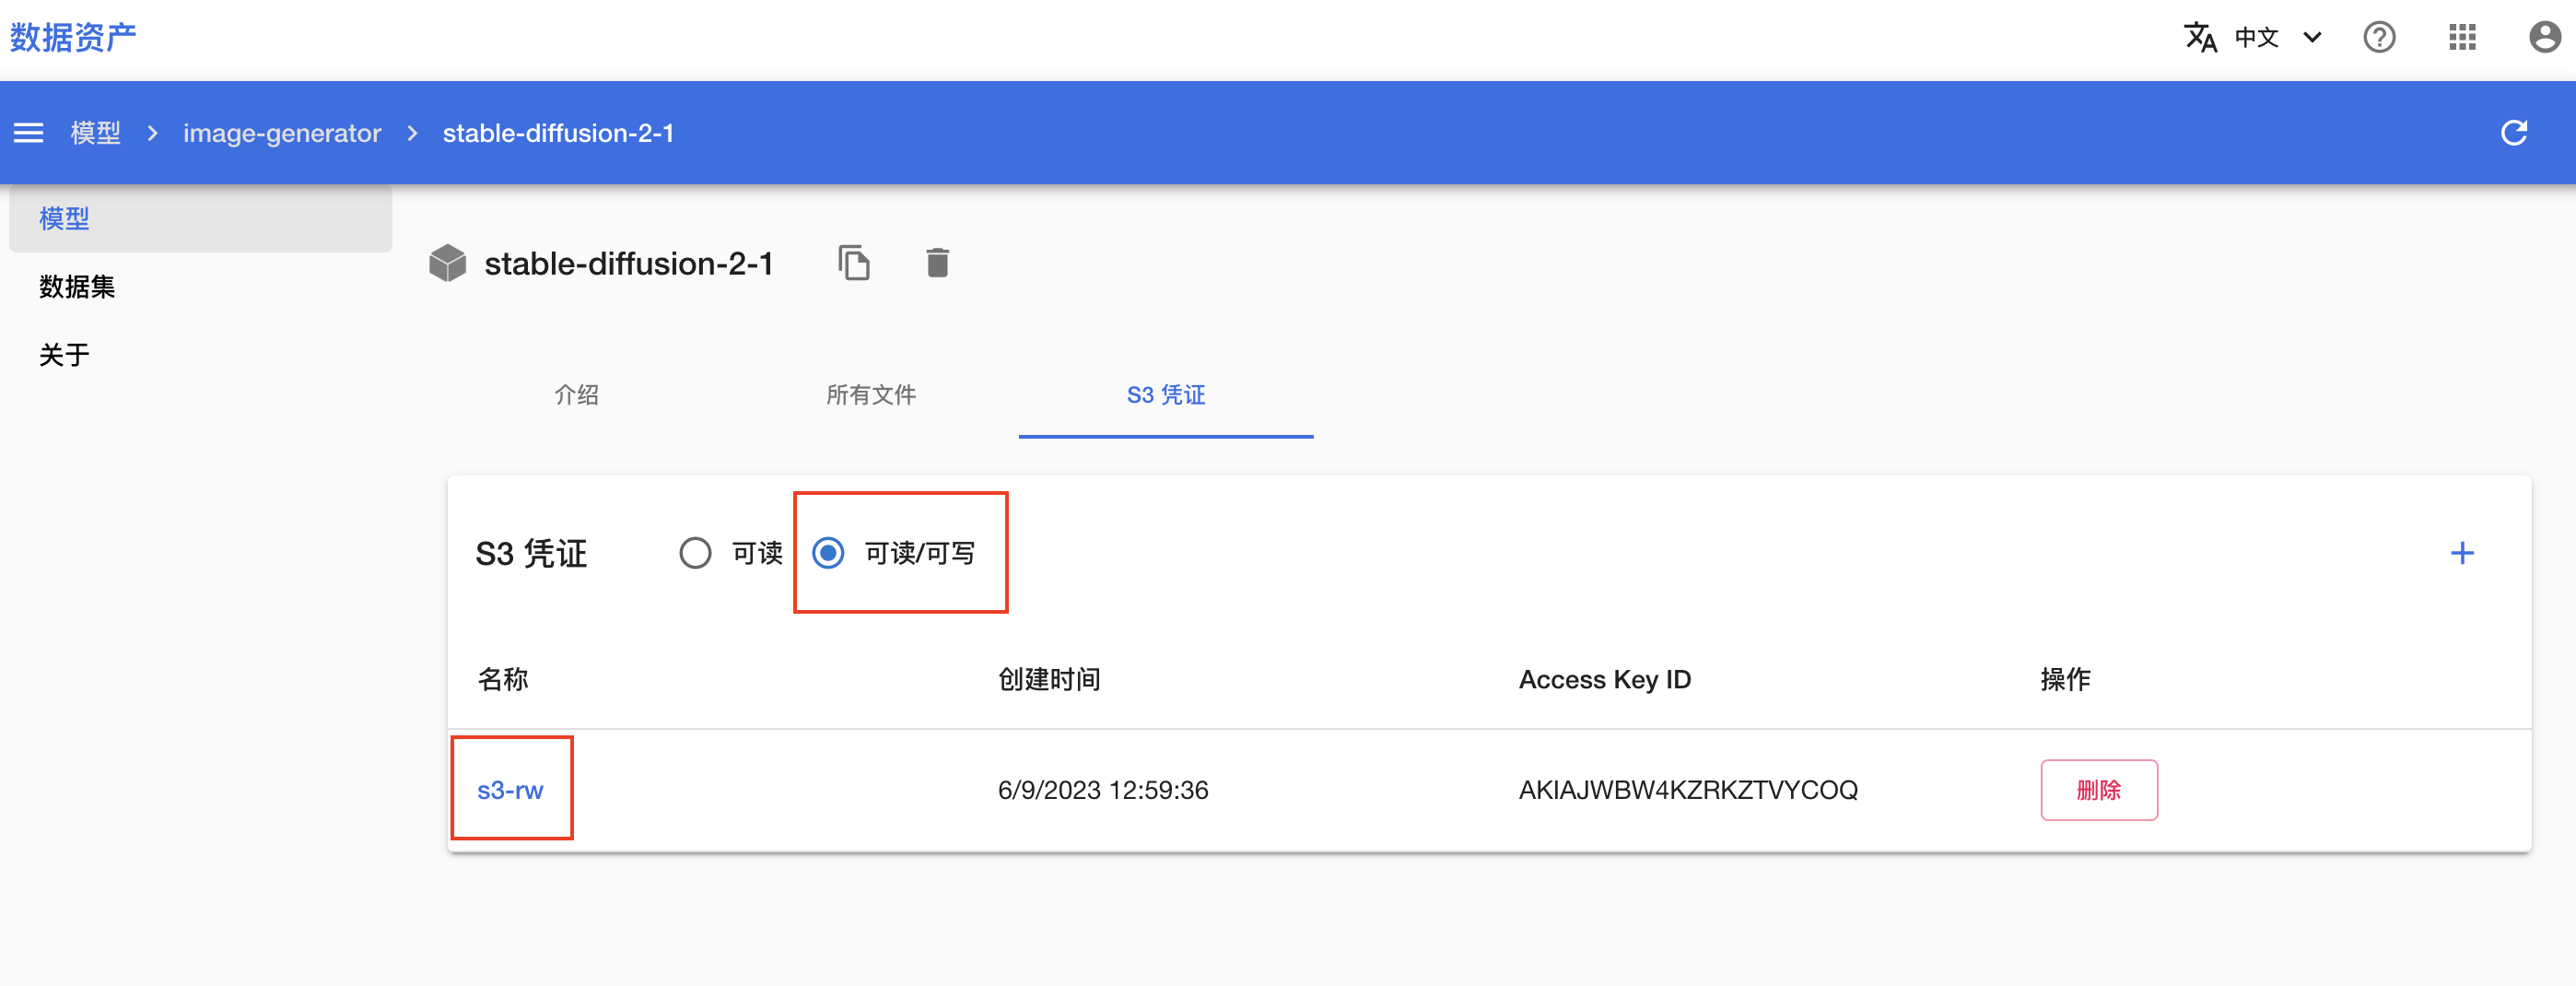 数据资产
中文
模型 > image-generator > stable-diffusion-2-1
模型
数据集
关于
stable-diffusion-2-1
介绍 所有文件 S3 凭证
S3 凭证 可读 可读/可写
名称 创建时间 Access Key ID 操作
s3-rw 6/9/2023 12:59:36 AKIAJWBW4KZRKZTVYCOQ 删除